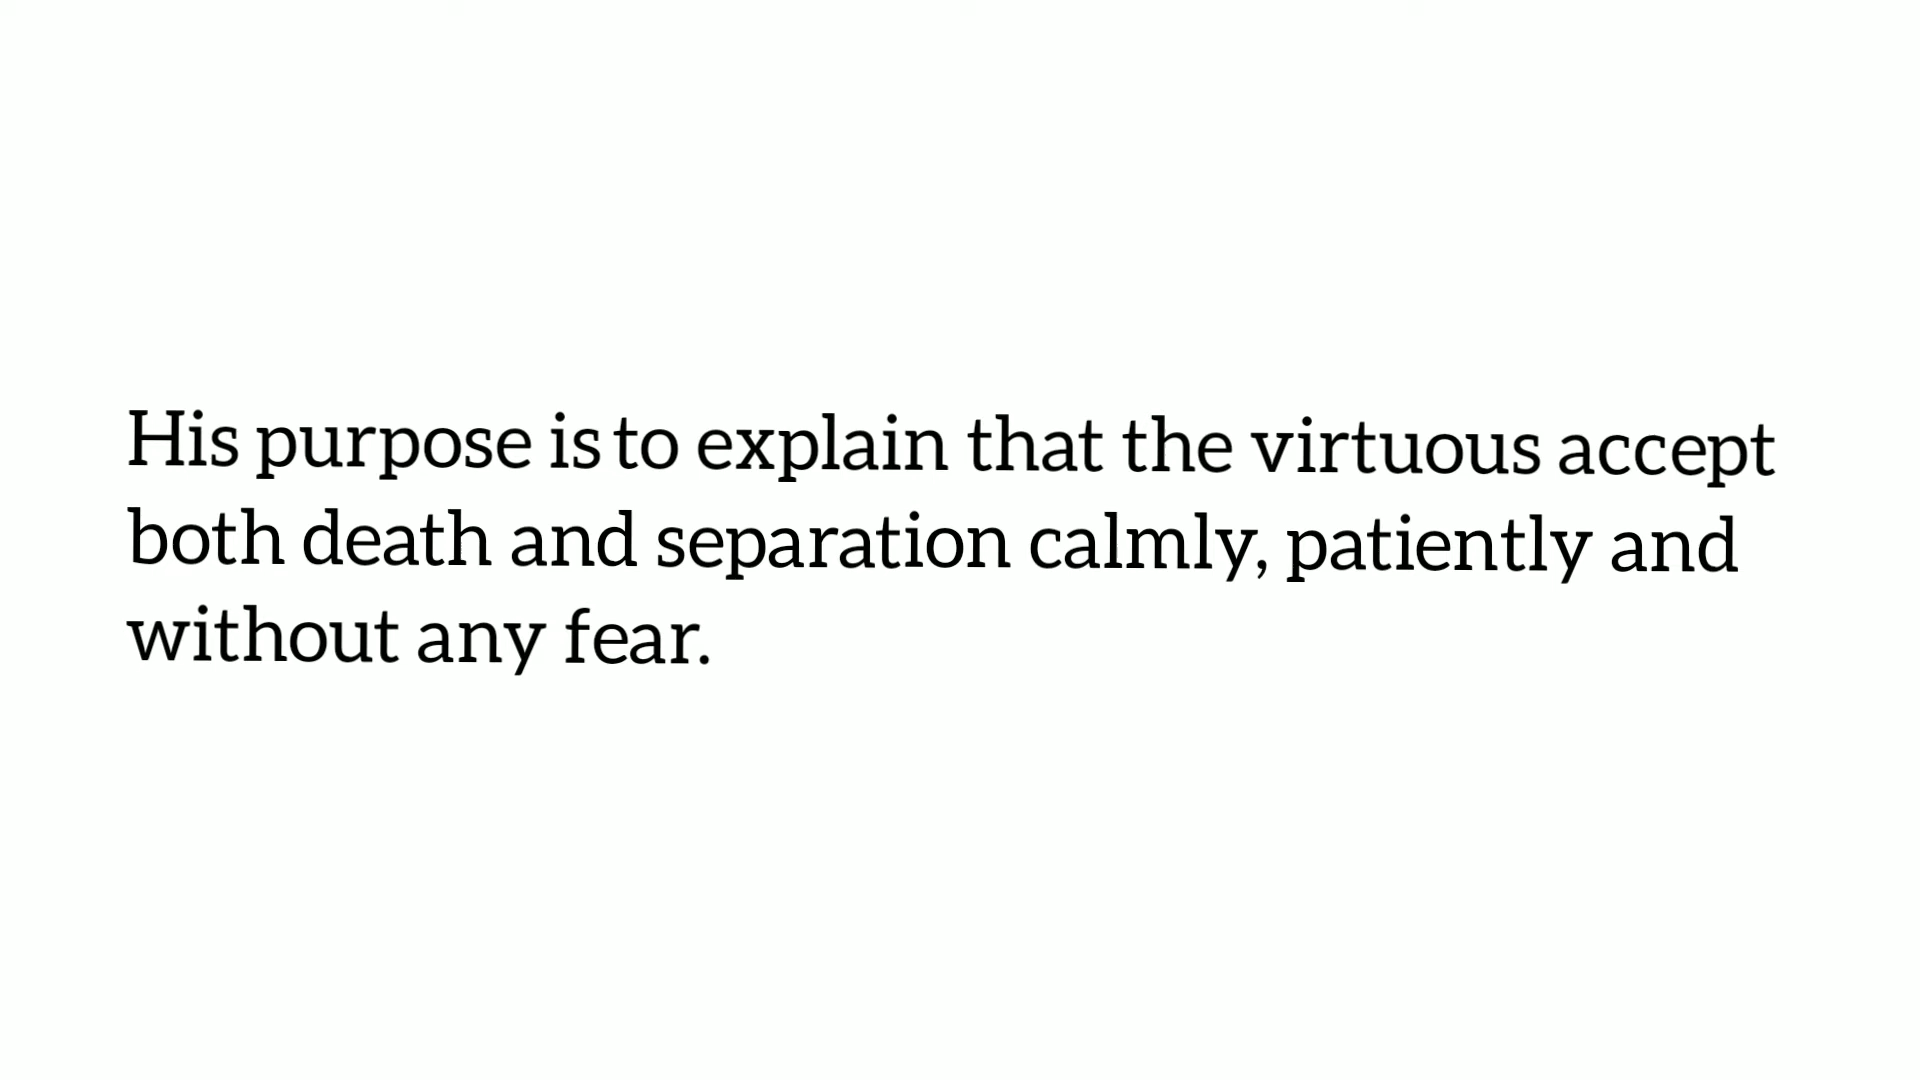 His purpose is to explain that the virtuous accept
both death and separation calmly, patiently and
without any fear.